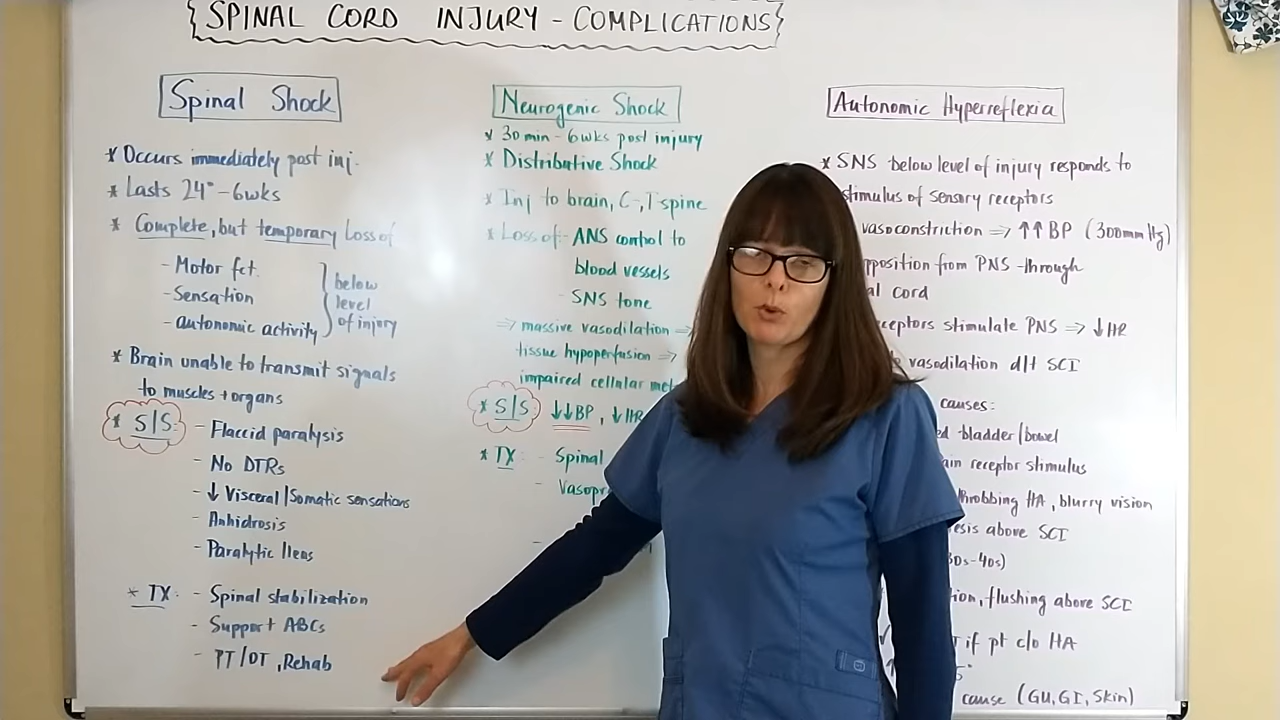 SPINAL CORD INJURY - COMPLICATIONS
Spinal Shock
* Occurs immediately post inj.
* Lasts 24° - 6wks
* Complete, but temporary Loss of
- Motor fct.
- Sensation
- autonomic activity
below
level
of injury
* Brain unable to transmit signals
to muscles + organs
* S/S:
- Flaccid paralysis
- No DTRs
- ↓ Visceral/Somatic sensations
- Anhidrosis
- Paralytic Ileus
* TX:
- Spinal stabilization
- Support ABCs
- PT/OT, Rehab
Neurogenic Shock
* 30 min - 6wks post injury
* Distributive Shock
* Inj to brain, C-, T-spine
* Loss of: - ANS control to
blood vessels
- SNS tone
⇒ massive vasodilation ⇒
tissue hypoperfusion ⇒
impaired cellular met
* S/S: ↓↓BP, ↓HR
* TX: - Spinal
- Vasopr
Autonomic Hyperreflexia
* SNS below level of injury responds to
stimulus of sensory receptors
vasoconstriction ⇒ ↑↑ BP (300mmHg)
pposition from PNS through
al cord
ceptors stimulate PNS ⇒ ↓HR
vasodilation d/t SCI
causes:
ed bladder/bowel
ain receptor stimulus
throbbing HA, blurry vision
esis above SCI
30s-40s)
ion, flushing above SCI
if pt c/o HA
cause (GU, GI, Skin)